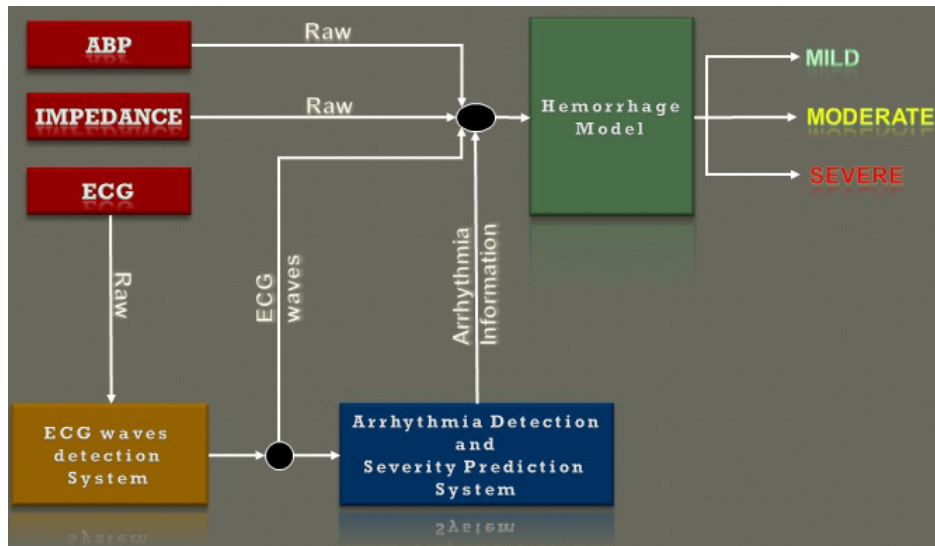 ABP
Raw
IMPEDANCE
Raw
ECG
Raw
ECG
waves
Arrhythmia
Information
Hemorrhage
Model
MILD
MODERATE
SEVERE
ECG waves
detection
System
Arrhythmia Detection
and
Severity Prediction
System